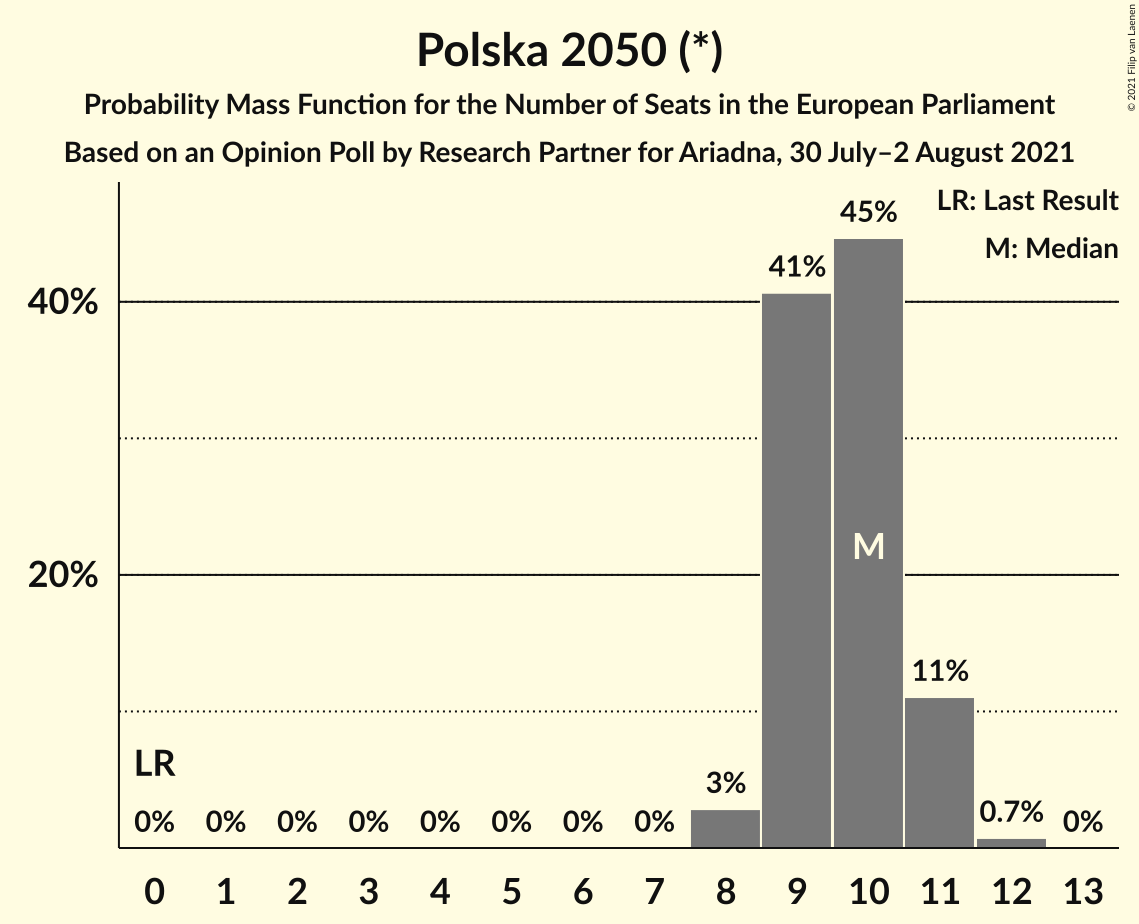 Polska 2050 (*)
Probability Mass Function for the Number of Seats in the European Parliament
Based on an Opinion Poll by Research Partner for Ariadna, 30 July–2 August 2021
© 2021 Filip van Laenen
LR: Last Result
M: Median
45%
41%
40%
M
20%
11%
LR
3%
0% 0% 0% 0% 0% 0% 0% 0% 0.7% 0%
0 1 2 3 4 5 6 7 8 9 10 11 12 13